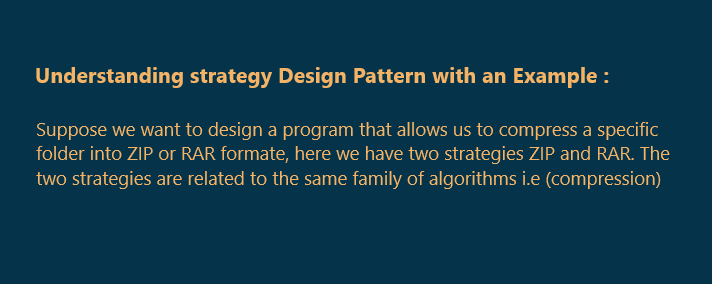 Understanding strategy Design Pattern with an Example :
Suppose we want to design a program that allows us to compress a specific
folder into ZIP or RAR formate, here we have two strategies ZIP and RAR. The
two strategies are related to the same family of algorithms i.e (compression)